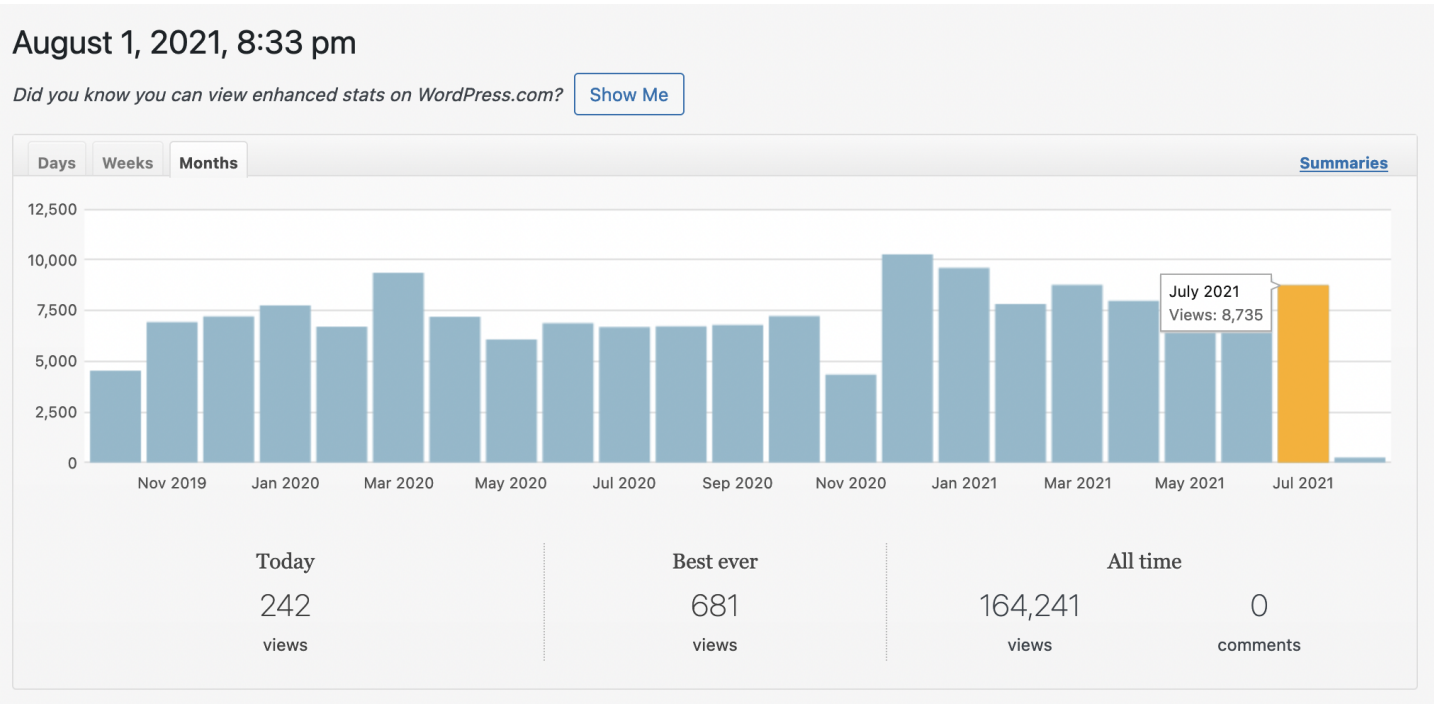 August 1, 2021, 8:33 pm
Did you know you can view enhanced stats on WordPress.com? Show Me
Days Weeks Months Summaries
12,500
10,000
7,500
5,000
2,500
0
July 2021
Views: 8,735
Nov 2019 Jan 2020 Mar 2020 May 2020 Jul 2020 Sep 2020 Nov 2020 Jan 2021 Mar 2021 May 2021 Jul 2021
Today Best ever All time
242 681 164,241 0
views views views comments